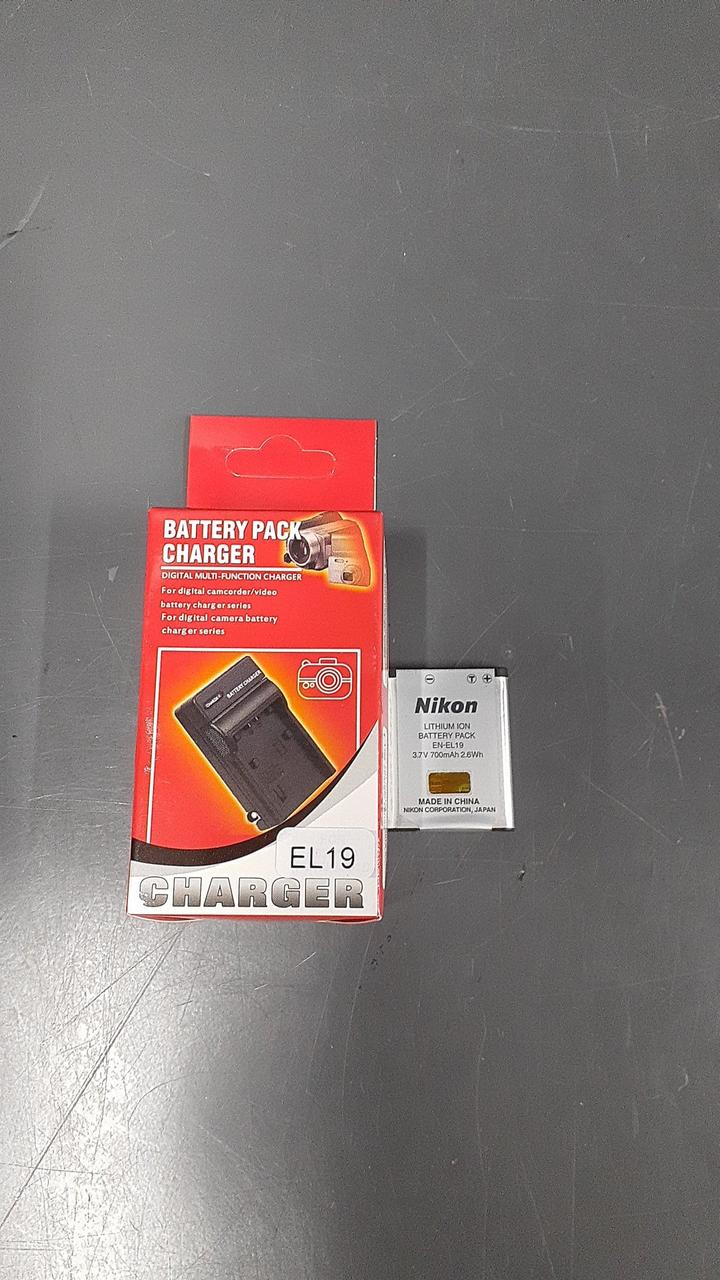 BATTERY PACK
CHARGER
DIGITAL MULTI-FUNCTION CHARGER
For digital camcorder/video
battery charger series
For digital camera battery
charger series
BATTERY CHARGER
EL19
CHARGER
Nikon
LITHIUM ION
BATTERY PACK
EN-EL19
3.7V 700mAh 2.6Wh
MADE IN CHINA
NIKON CORPORATION, JAPAN